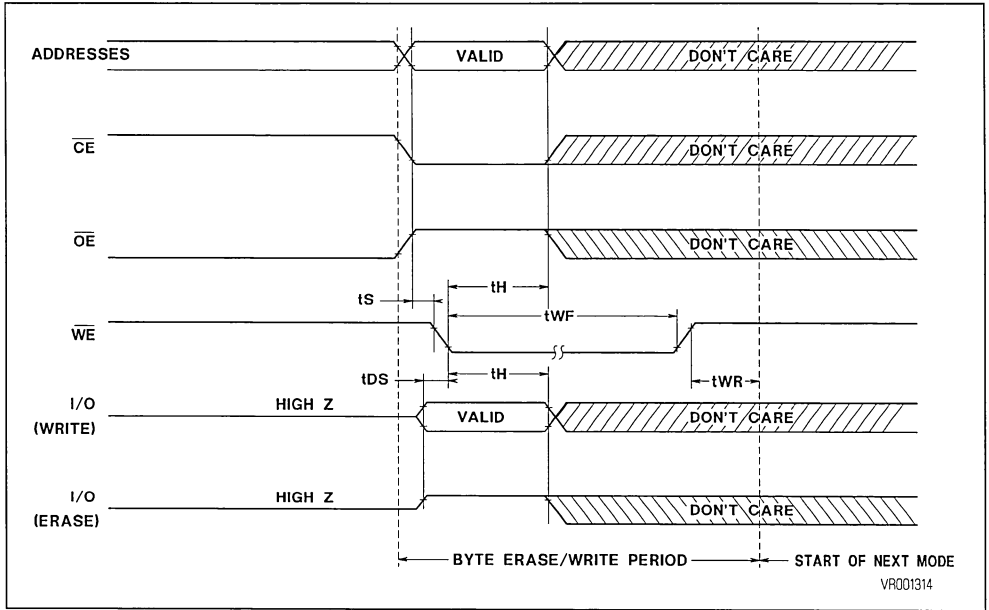 ADDRESSES
VALID
DON'T CARE
CE
DON'T CARE
OE
DON'T CARE
tH
tS
tWF
WE
tDS
tH
tWR
I/O
(WRITE)
HIGH Z
VALID
DON'T CARE
I/O
(ERASE)
HIGH Z
DON'T CARE
BYTE ERASE/WRITE PERIOD
START OF NEXT MODE
VR001314